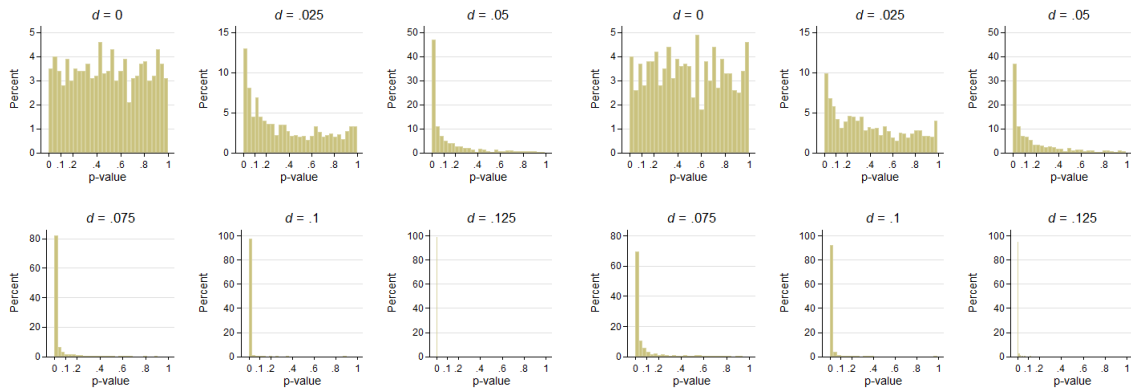 d = 0
5
4
3
2
1
0
Percent
0 .1 .2 .4 .6 .8 1
p-value
d = .025
15
10
5
0
Percent
0 .1 .2 .4 .6 .8 1
p-value
d = .05
50
40
30
20
10
0
Percent
0 .1 .2 .4 .6 .8 1
p-value
d = 0
5
4
3
2
1
0
Percent
0 .1 .2 .4 .6 .8 1
p-value
d = .025
15
10
5
0
Percent
0 .1 .2 .4 .6 .8 1
p-value
d = .05
50
40
30
20
10
0
Percent
0 .1 .2 .4 .6 .8 1
p-value
d = .075
80
60
40
20
0
Percent
0 .1 .2 .4 .6 .8 1
p-value
d = .1
100
80
60
40
20
0
Percent
0 .1 .2 .4 .6 .8 1
p-value
d = .125
100
80
60
40
20
0
Percent
0 .1 .2 .4 .6 .8 1
p-value
d = .075
80
60
40
20
0
Percent
0 .1 .2 .4 .6 .8 1
p-value
d = .1
100
80
60
40
20
0
Percent
0 .1 .2 .4 .6 .8 1
p-value
d = .125
100
80
60
40
20
0
Percent
0 .1 .2 .4 .6 .8 1
p-value